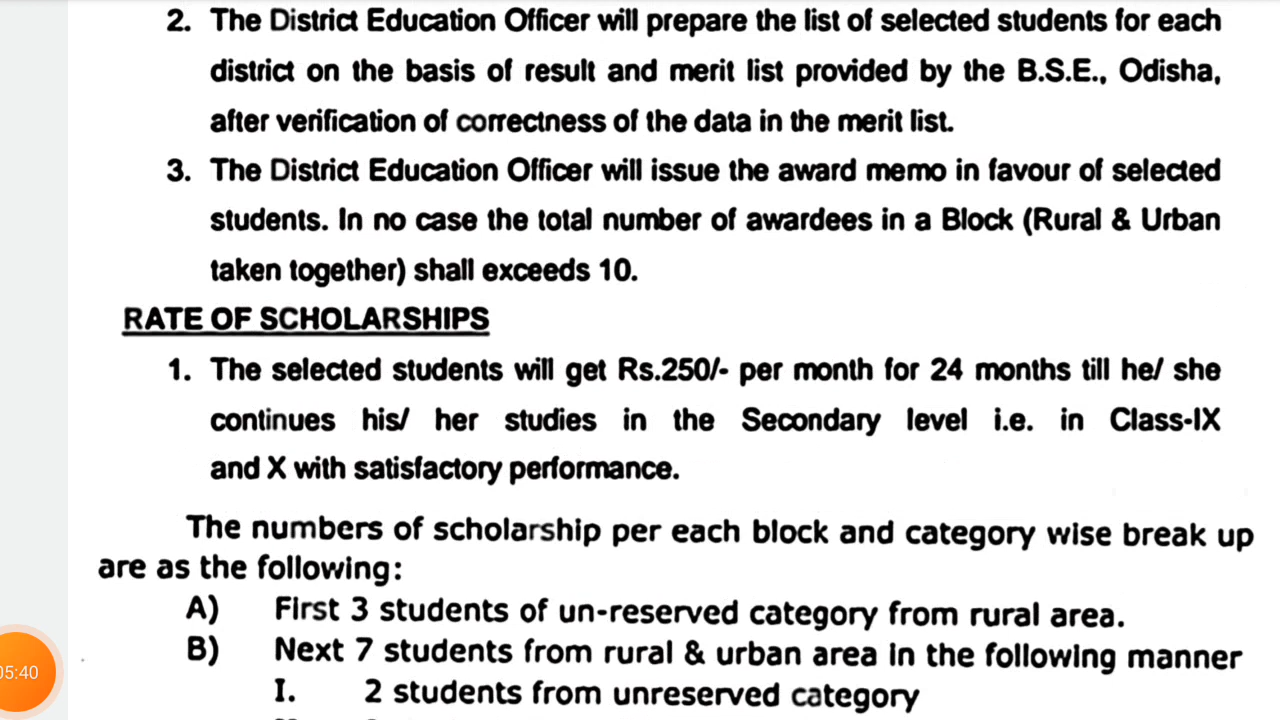 2. The District Education Officer will prepare the list of selected students for each
district on the basis of result and merit list provided by the B.S.E., Odisha,
after verification of correctness of the data in the merit list.
3. The District Education Officer will issue the award memo in favour of selected
students. In no case the total number of awardees in a Block (Rural & Urban
taken together) shall exceeds 10.
RATE OF SCHOLARSHIPS
1. The selected students will get Rs.250/- per month for 24 months till he/ she
continues his/ her studies in the Secondary level i.e. in Class-IX
and X with satisfactory performance.
The numbers of scholarship per each block and category wise break up
are as the following:
A) First 3 students of un-reserved category from rural area.
B) Next 7 students from rural & urban area in the following manner
I. 2 students from unreserved category
05:40